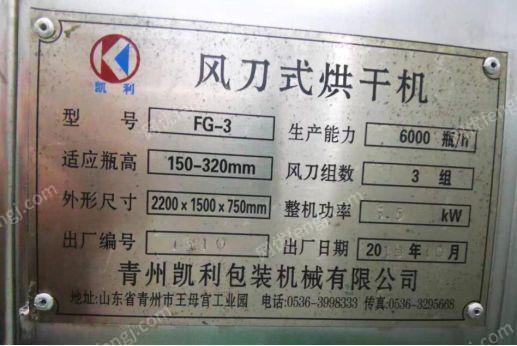 凯利
风刀式烘干机
型号 FG-3 生产能力 6000 瓶/h
适应瓶高 150-320mm 风刀组数 3 组
外形尺寸 2200×1500×750mm 整机功率 kW
出厂编号 出厂日期 20 年 月
青州凯利包装机械有限公司
地址:山东省青州市王母宫工业园 电话:0536-3998333 传真:0536-3295668